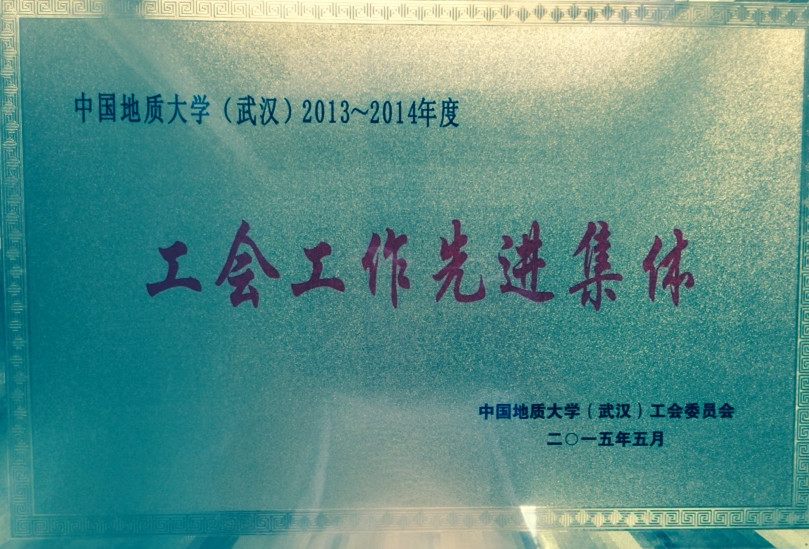 中国地质大学（武汉）2013～2014年度
工会工作先进集体
中国地质大学（武汉）工会委员会
二〇一五年五月